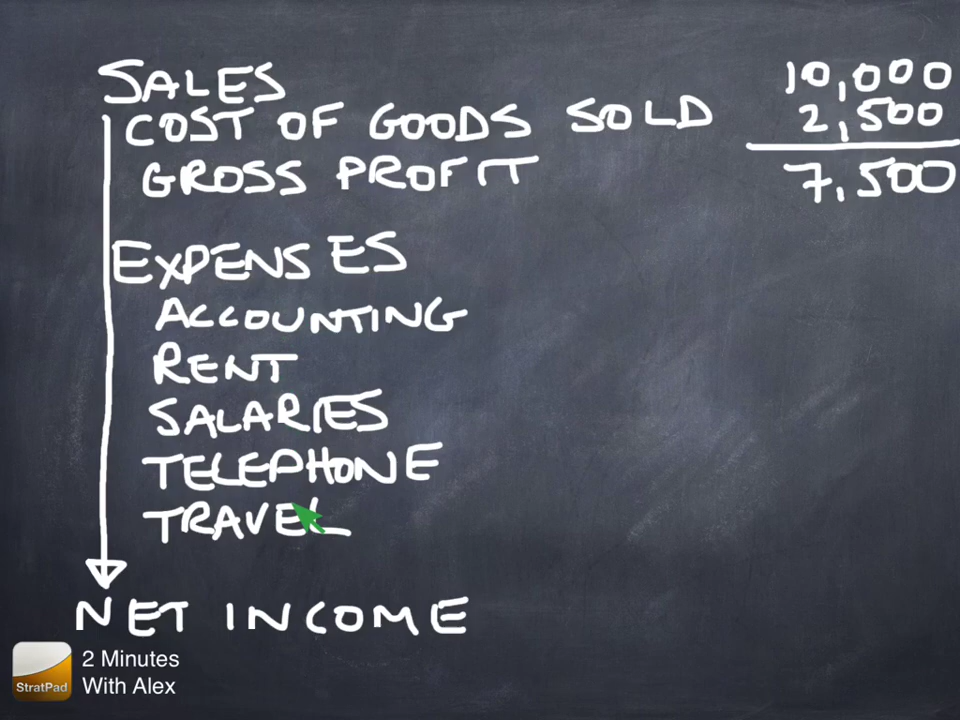 SALES 10,000
COST OF GOODS SOLD 2,500
GROSS PROFIT 7,500
EXPENSES
ACCOUNTING
RENT
SALARIES
TELEPHONE
TRAVEL
NET INCOME
StratPad
2 Minutes
With Alex